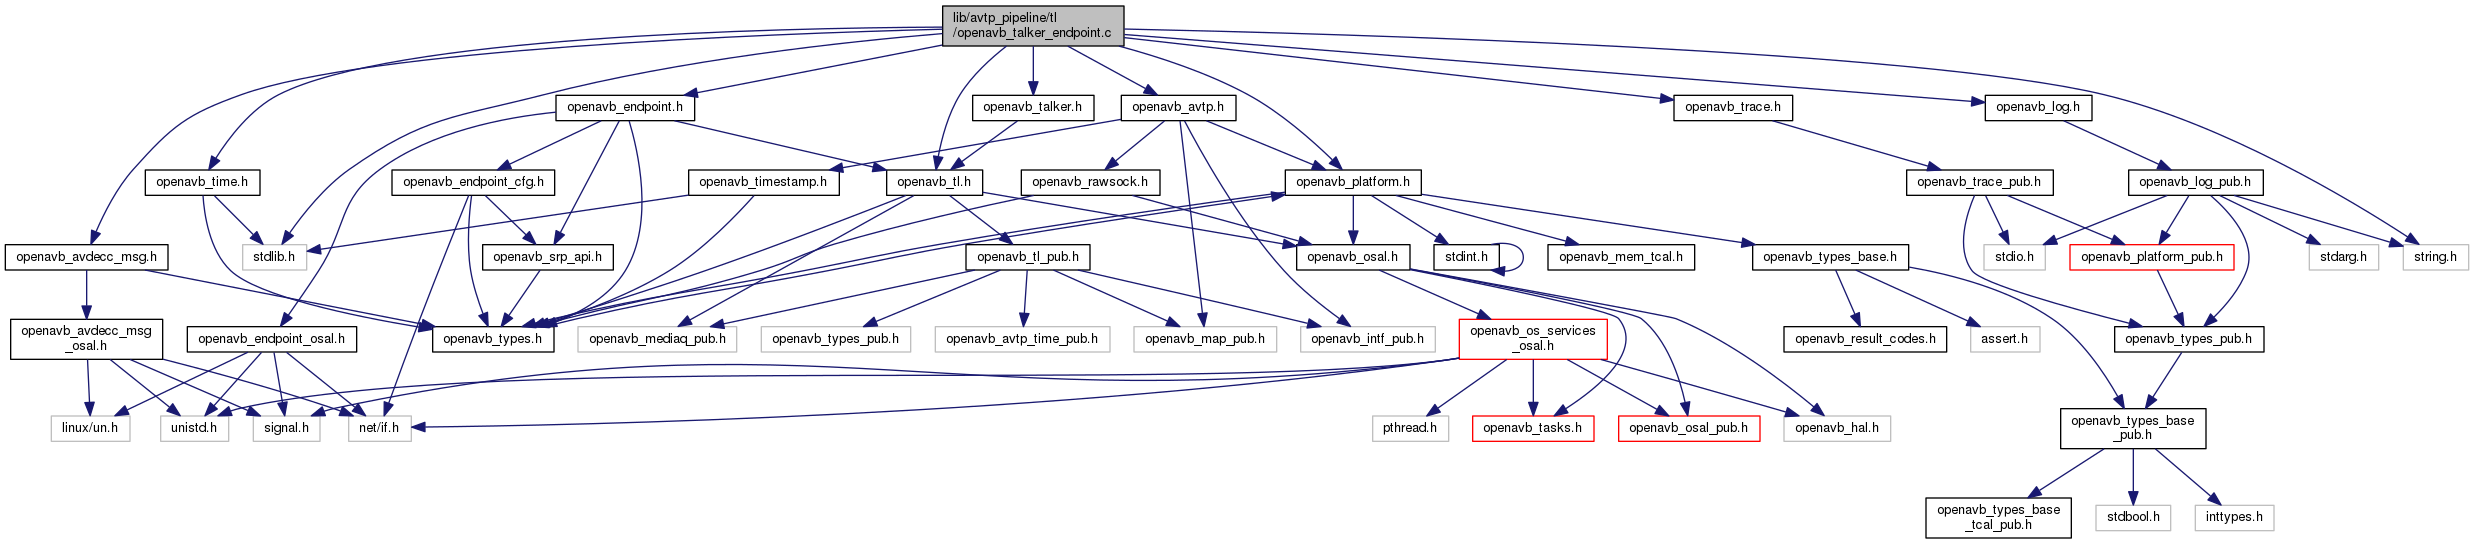 lib/avtp_pipeline/tl
/openavb_talker_endpoint.c
openavb_endpoint.h
openavb_talker.h
openavb_avtp.h
openavb_trace.h
openavb_log.h
openavb_time.h
openavb_endpoint_cfg.h
openavb_timestamp.h
openavb_tl.h
openavb_rawsock.h
openavb_platform.h
openavb_trace_pub.h
openavb_log_pub.h
openavb_avdecc_msg.h
stdlib.h
openavb_srp_api.h
openavb_tl_pub.h
openavb_osal.h
stdint.h
openavb_mem_tcal.h
openavb_types_base.h
stdio.h
openavb_platform_pub.h
stdarg.h
string.h
openavb_avdecc_msg
_osal.h
openavb_endpoint_osal.h
openavb_types.h
openavb_mediaq_pub.h
openavb_types_pub.h
openavb_avtp_time_pub.h
openavb_map_pub.h
openavb_intf_pub.h
openavb_os_services
_osal.h
openavb_result_codes.h
assert.h
openavb_types_pub.h
linux/un.h
unistd.h
signal.h
net/if.h
pthread.h
openavb_tasks.h
openavb_osal_pub.h
openavb_hal.h
openavb_types_base
_pub.h
openavb_types_base
_tcal_pub.h
stdbool.h
inttypes.h